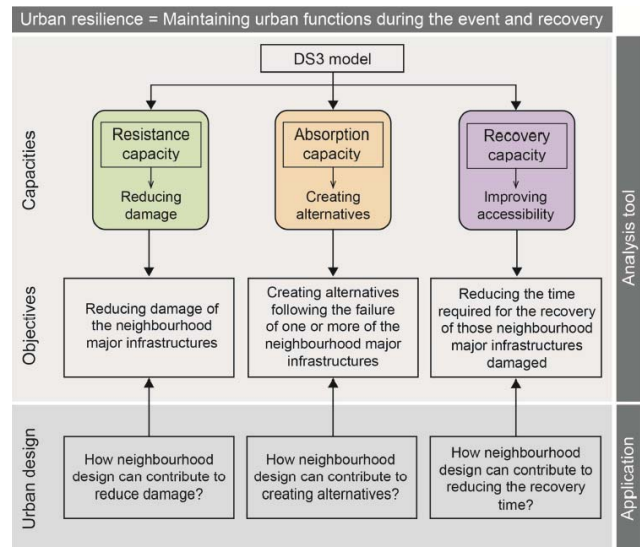 Urban resilience = Maintaining urban functions during the event and recovery
DS3 model
Capacities
Resistance
capacity
Reducing
damage
Absorption
capacity
Creating
alternatives
Recovery
capacity
Improving
accessibility
Analysis tool
Objectives
Reducing damage of
the neighbourhood
major infrastructures
Creating alternatives
following the failure
of one or more of the
neighbourhood major
infrastructures
Reducing the time
required for the recovery
of those neighbourhood
major infrastructures
damaged
Urban design
How neighbourhood
design can contribute to
reduce damage?
How neighbourhood
design can contribute to
creating alternatives?
How neighbourhood
design can contribute to
reducing the recovery
time?
Application